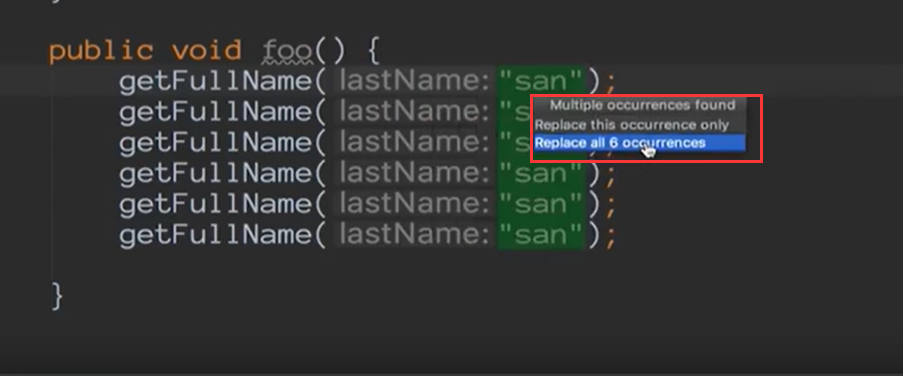 public void foo() {
getFullName( lastName: "san");
Multiple occurrences found
Replace this occurrence only
Replace all 6 occurrences
getFullName( lastName: "s
getFullName( lastName: "s
getFullName( lastName: "san");
getFullName( lastName: "san");
getFullName( lastName: "san");
}